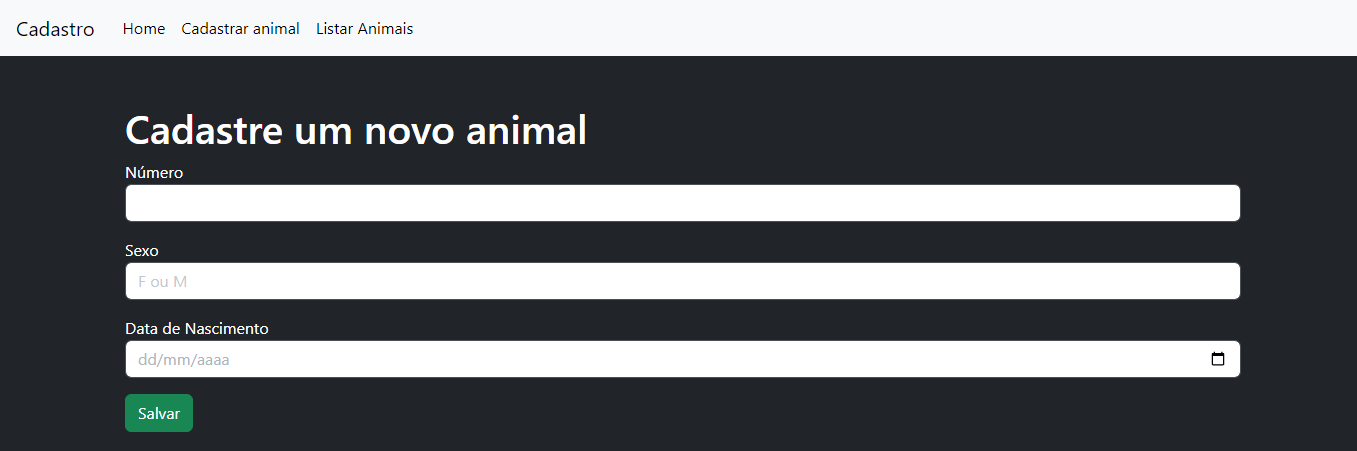 Cadastro Home Cadastrar animal Listar Animais
Cadastre um novo animal
Número
Sexo
F ou M
Data de Nascimento
dd/mm/aaaa
Salvar